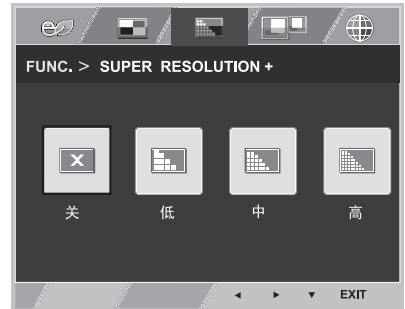 FUNC. > SUPER RESOLUTION +
关 低 中 高
EXIT